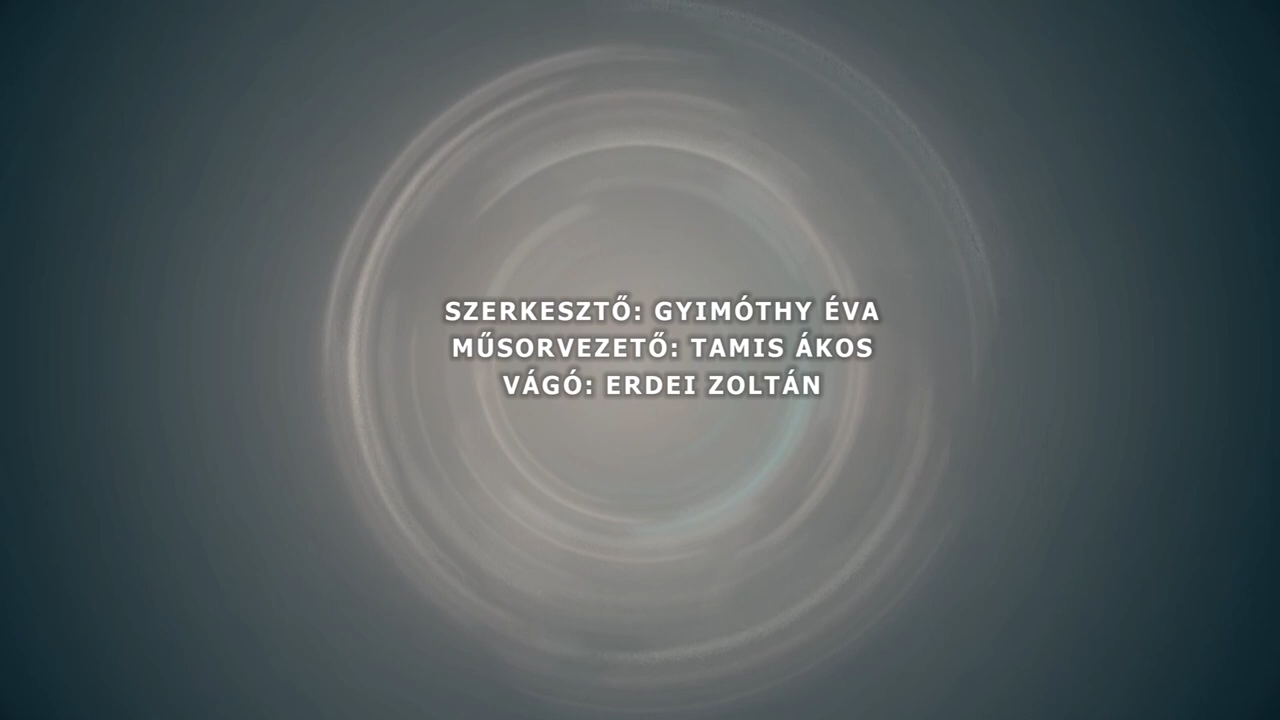 SZERKESZTŐ: GYIMÓTHY ÉVA
MŰSORVEZETŐ: TAMIS ÁKOS
VÁGÓ: ERDEI ZOLTÁN